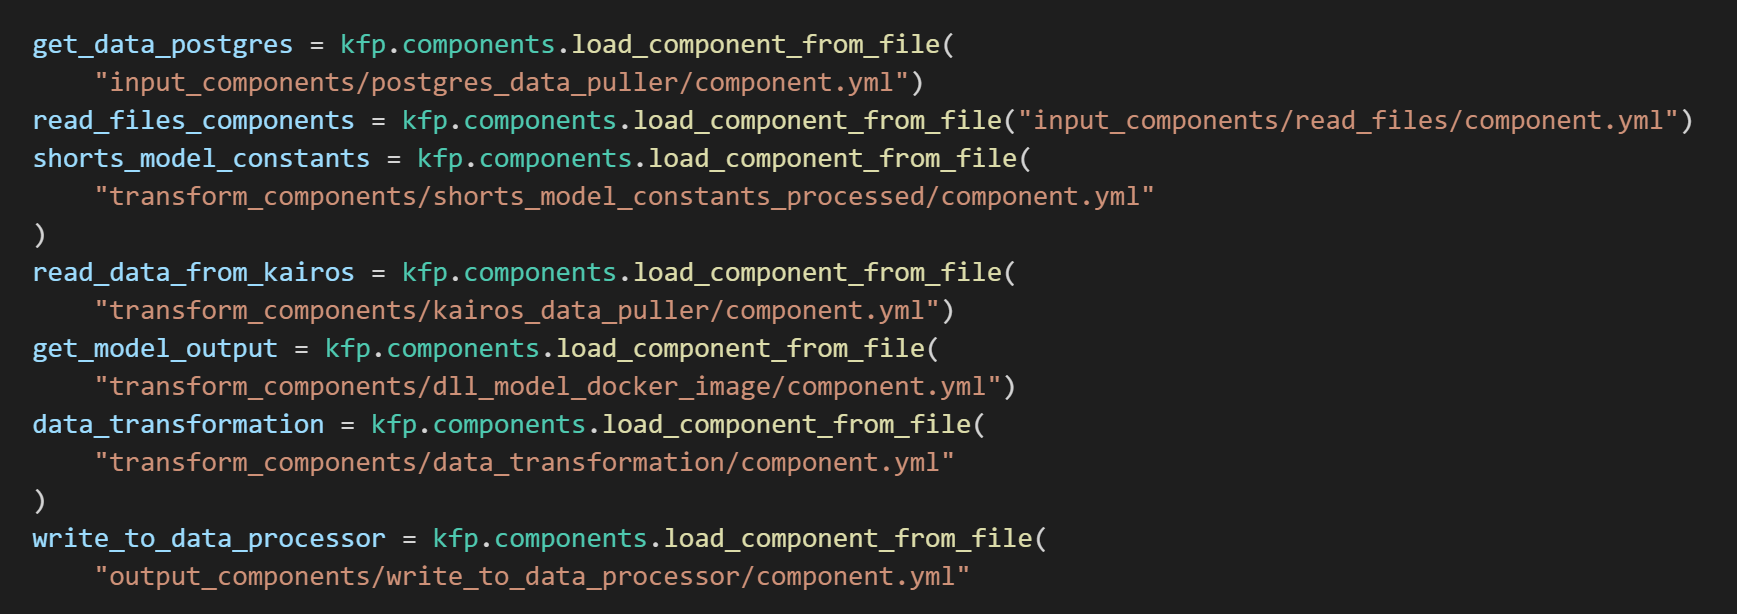 get_data_postgres = kfp.components.load_component_from_file(
    "input_components/postgres_data_puller/component.yml")
read_files_components = kfp.components.load_component_from_file("input_components/read_files/component.yml")
shorts_model_constants = kfp.components.load_component_from_file(
    "transform_components/shorts_model_constants_processed/component.yml"
)
read_data_from_kairos = kfp.components.load_component_from_file(
    "transform_components/kairos_data_puller/component.yml")
get_model_output = kfp.components.load_component_from_file(
    "transform_components/dll_model_docker_image/component.yml")
data_transformation = kfp.components.load_component_from_file(
    "transform_components/data_transformation/component.yml"
)
write_to_data_processor = kfp.components.load_component_from_file(
    "output_components/write_to_data_processor/component.yml"